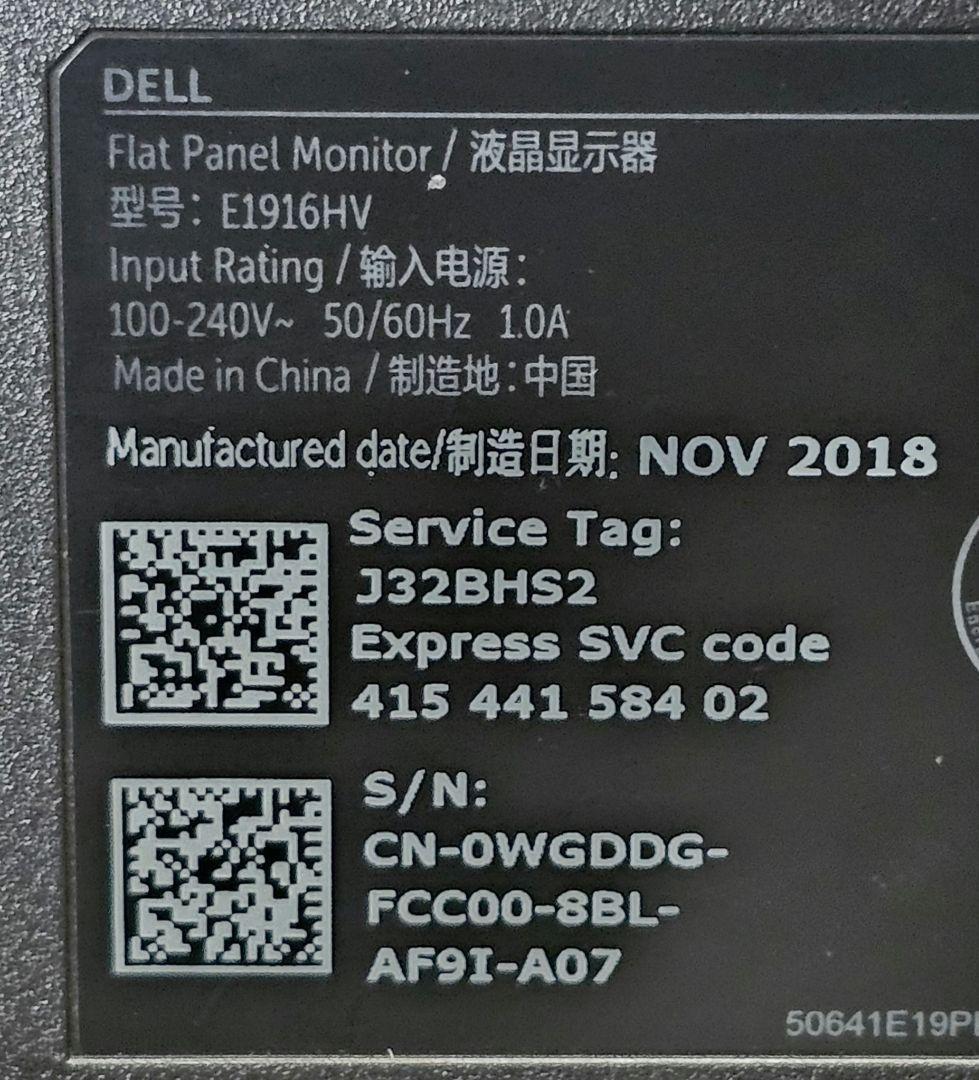 DELL
Flat Panel Monitor / 液晶显示器
型号： E1916HV
Input Rating / 输入电源：
100-240V~ 50/60Hz 1.0A
Made in China / 制造地：中国
Manufactured date/制造日期: NOV 2018
Service Tag:
J32BHS2
Express SVC code
415 441 584 02
S/N:
CN-0WGDDG-
FCC00-8BL-
AF9I-A07